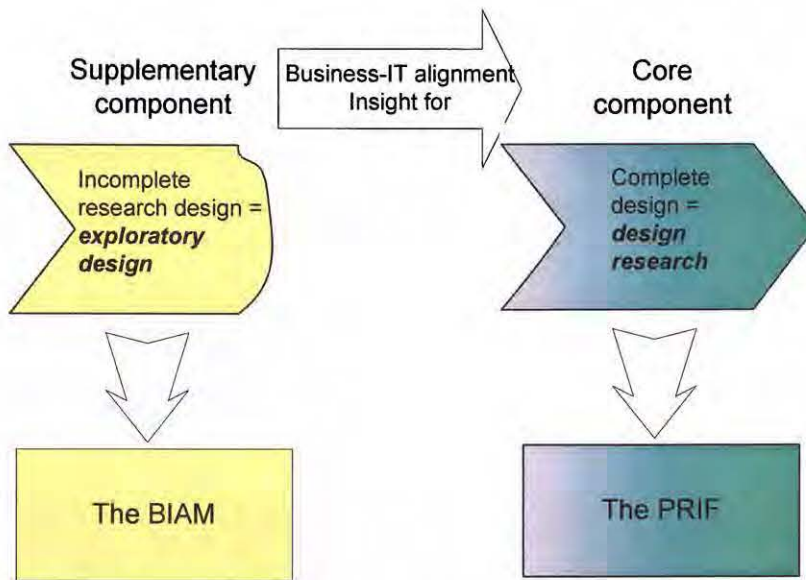 Supplementary
component
Business-IT alignment
Insight for
Core
component
Incomplete
research design =
exploratory
design
Complete
design =
design
research
The BIAM
The PRIF